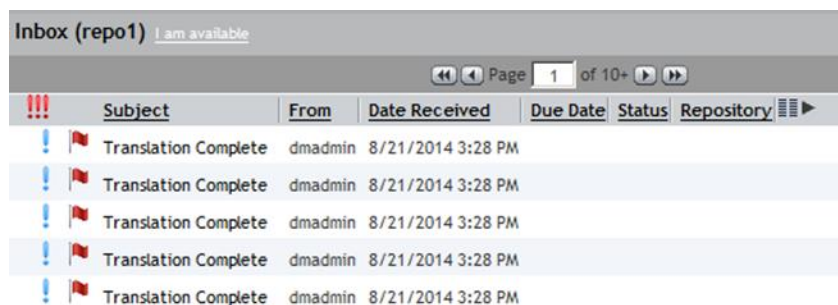 Inbox (repo1) I am available
Page 1 of 10+
!!! Subject From Date Received Due Date Status Repository
! Translation Complete dmadmin 8/21/2014 3:28 PM
! Translation Complete dmadmin 8/21/2014 3:28 PM
! Translation Complete dmadmin 8/21/2014 3:28 PM
! Translation Complete dmadmin 8/21/2014 3:28 PM
! Translation Complete dmadmin 8/21/2014 3:28 PM